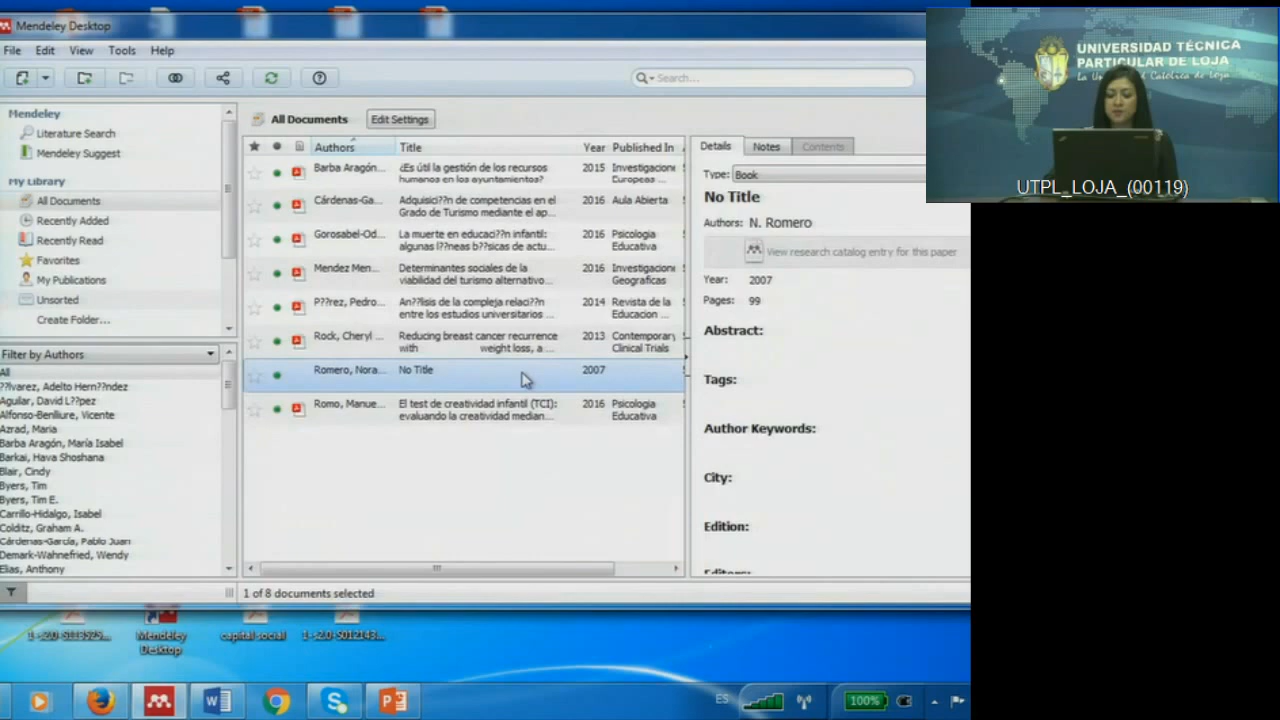 Mendeley Desktop
File Edit View Tools Help
Search...
Mendeley
Literature Search
Mendeley Suggest
My Library
All Documents
Recently Added
Recently Read
Favorites
My Publications
Unsorted
Create Folder...
Filter by Authors
All
??lvarez, Adelto Hern??ndez
Aguilar, David L??pez
Alfonso-Benlliure, Vicente
Azrad, Maria
Barba Aragón, María Isabel
Barkai, Hava Shoshana
Blair, Cindy
Byers, Tim
Byers, Tim E.
Carrillo-Hidalgo, Isabel
Colditz, Graham A.
Cárdenas-García, Pablo Juan
Demark-Wahnefried, Wendy
Elias, Anthony
All Documents Edit Settings
Authors Title Year Published In
Barba Aragón... ¿Es útil la gestión de los recursos 2015 Investigacione
humanos en los ayuntamientos? Europeas ...
Cárdenas-Ga... Adquisici??n de competencias en el 2016 Aula Abierta
Grado de Turismo mediante el ap...
Gorosabel-Od... La muerte en educaci??n infantil: 2016 Psicologia
algunas l??neas b??sicas de actu... Educativa
Mendez Men... Determinantes sociales de la 2016 Investigacione
viabilidad del turismo alternativo... Geograficas
P??rez, Pedro... An??lisis de la compleja relaci??n 2014 Revista de la
entre los estudios universitarios ... Educacion ...
Rock, Cheryl ... Reducing breast cancer recurrence 2013 Contemporary
with weight loss, a ... Clinical Trials
Romero, Nora... No Title 2007
Romo, Manue... El test de creatividad infantil (TCI): 2016 Psicologia
evaluando la creatividad median... Educativa
1 of 8 documents selected
Details Notes Contents
Type: Book
No Title
Authors: N. Romero
View research catalog entry for this paper
Year: 2007
Pages: 99
Abstract:
Tags:
Author Keywords:
City:
Edition:
Editors:
UNIVERSIDAD TÉCNICA
PARTICULAR DE LOJA
La Universidad Católica de Loja
UTPL_LOJA_(00119)
Mendeley
Desktop
capital social
ES
100%